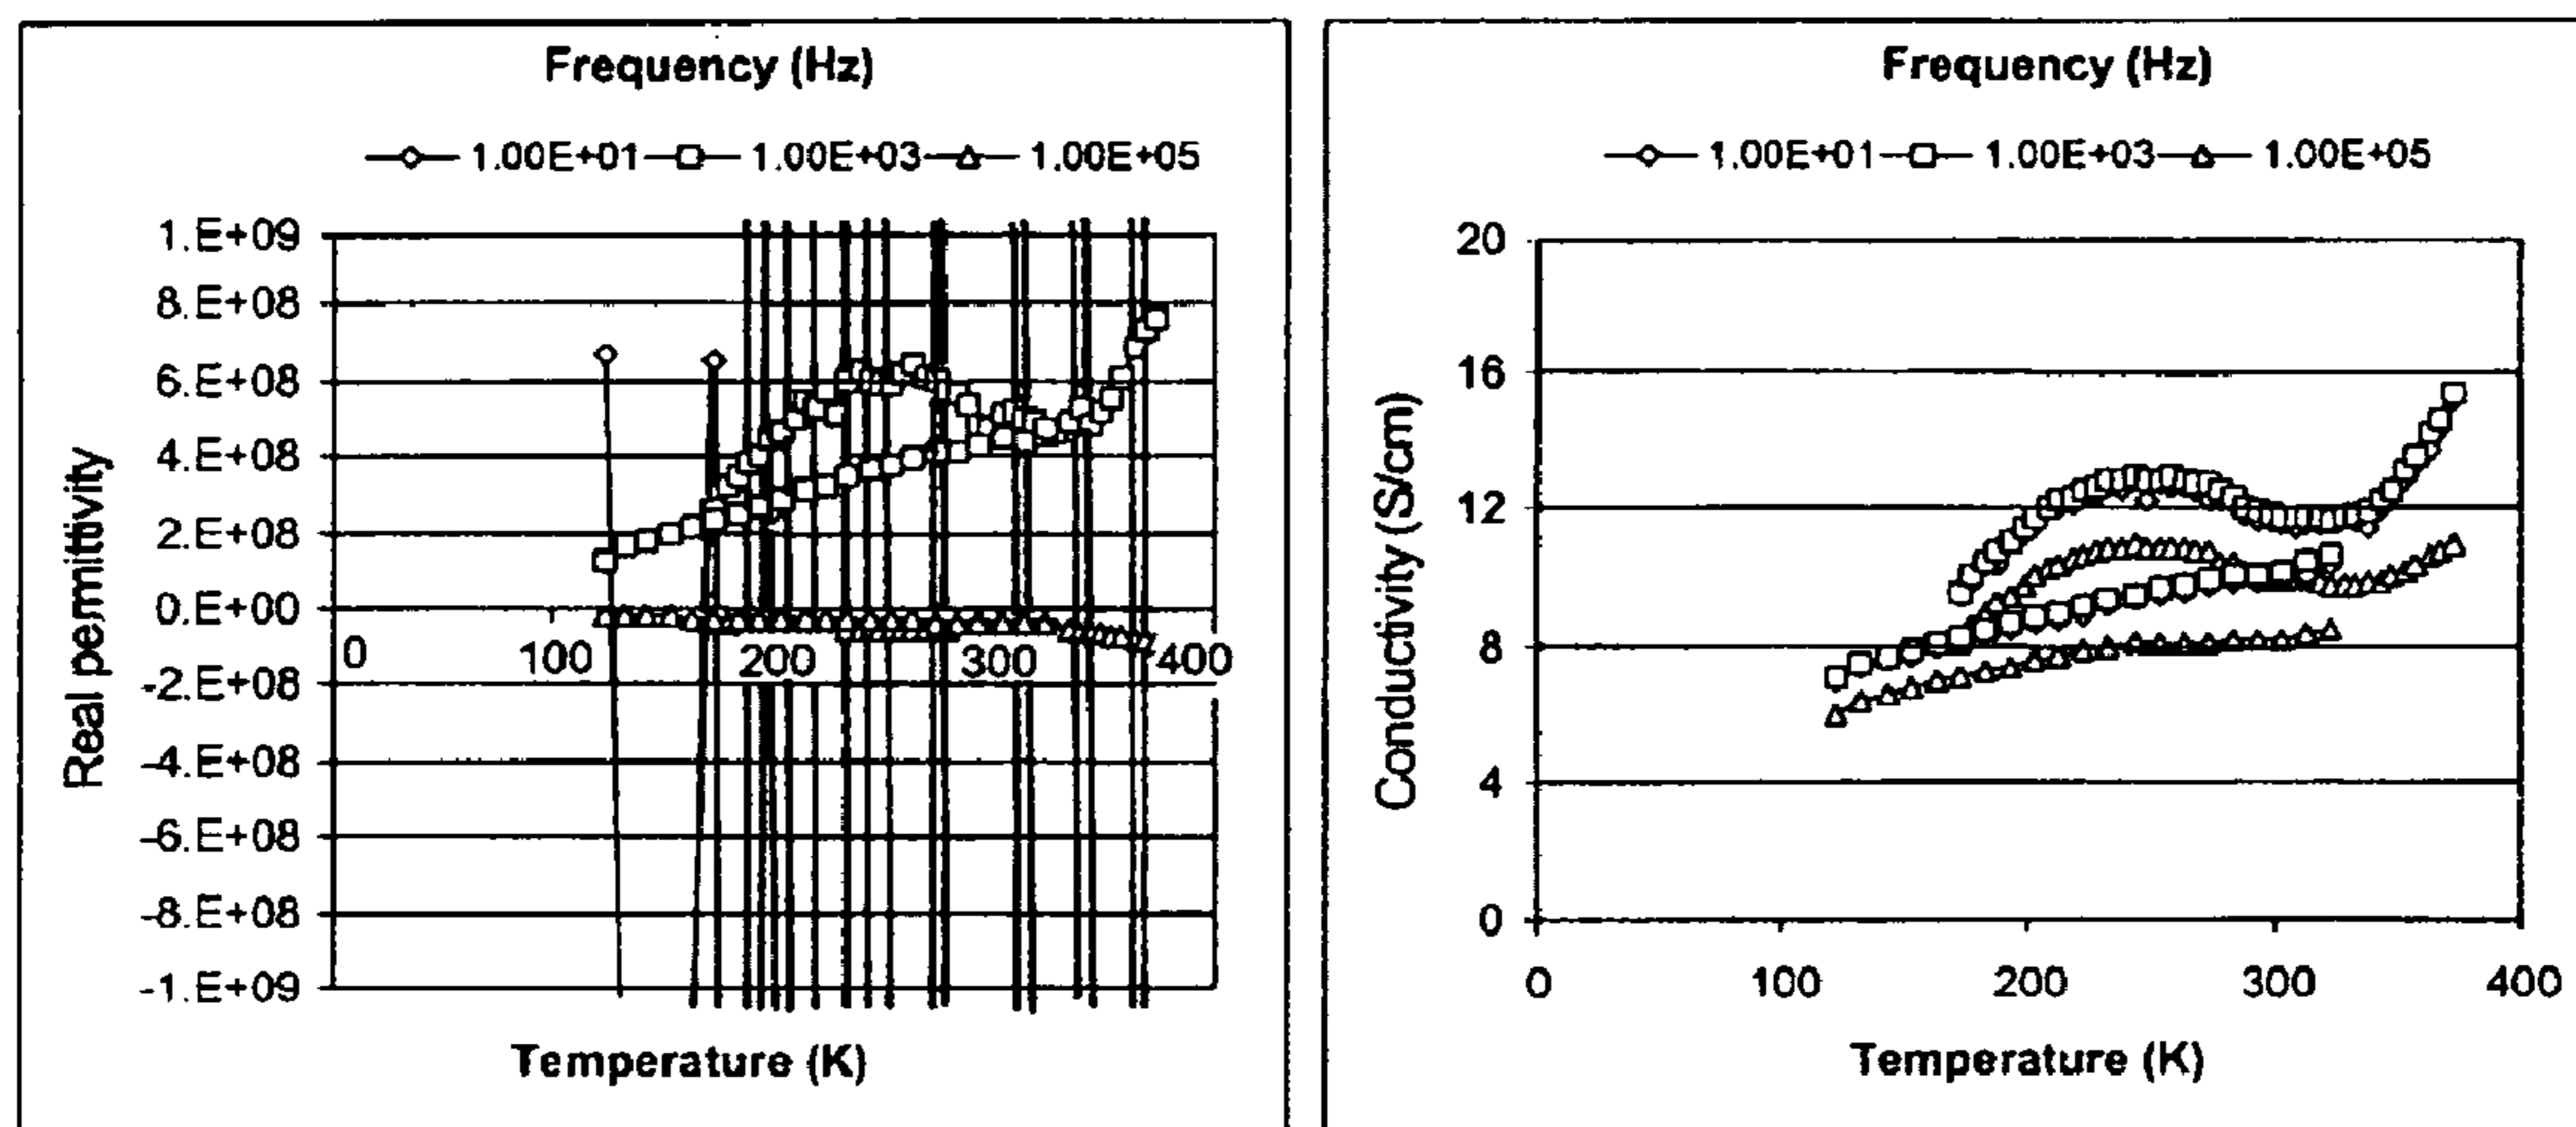 Frequency (Hz)
1.00E+01 1.00E+03 1.00E+05
1.E+09
8.E+08
6.E+08
4.E+08
2.E+08
0.E+00
-2.E+08
-4.E+08
-6.E+08
-8.E+08
-1.E+09
0 100 200 300 400
Real permittivity
Temperature (K)
Frequency (Hz)
1.00E+01 1.00E+03 1.00E+05
20
16
12
8
4
0
0 100 200 300 400
Conductivity (S/cm)
Temperature (K)